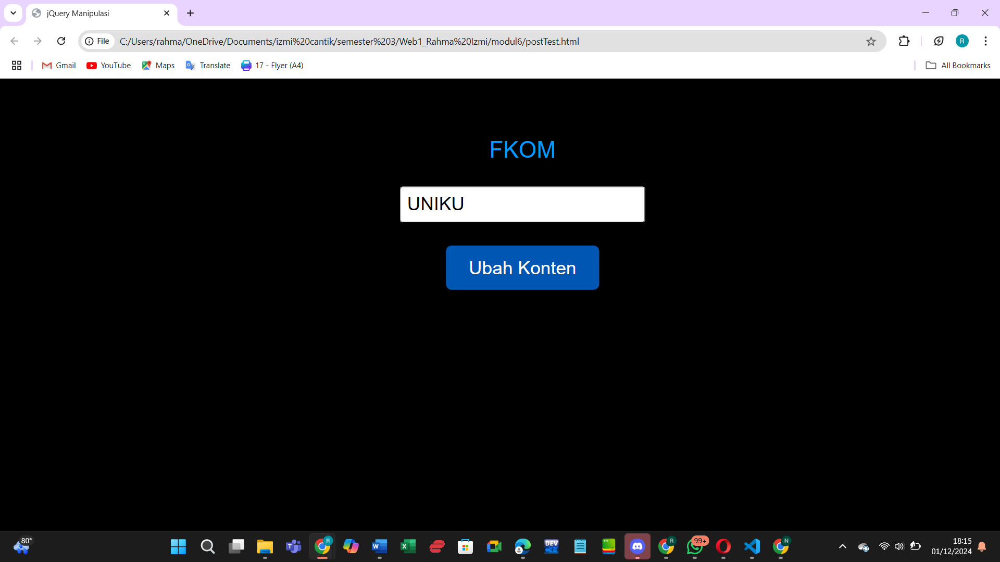 jQuery Manipulasi
File
C:/Users/rahma/OneDrive/Documents/izmi%20cantik/semester%203/Web1_Rahma%20Izmi/modul6/postTest.html
R
Gmail
YouTube
Maps
Translate
17 - Flyer (A4)
All Bookmarks
FKOM
UNIKU
Ubah Konten
80°
R
DEV
R
99+
N
18:15
01/12/2024